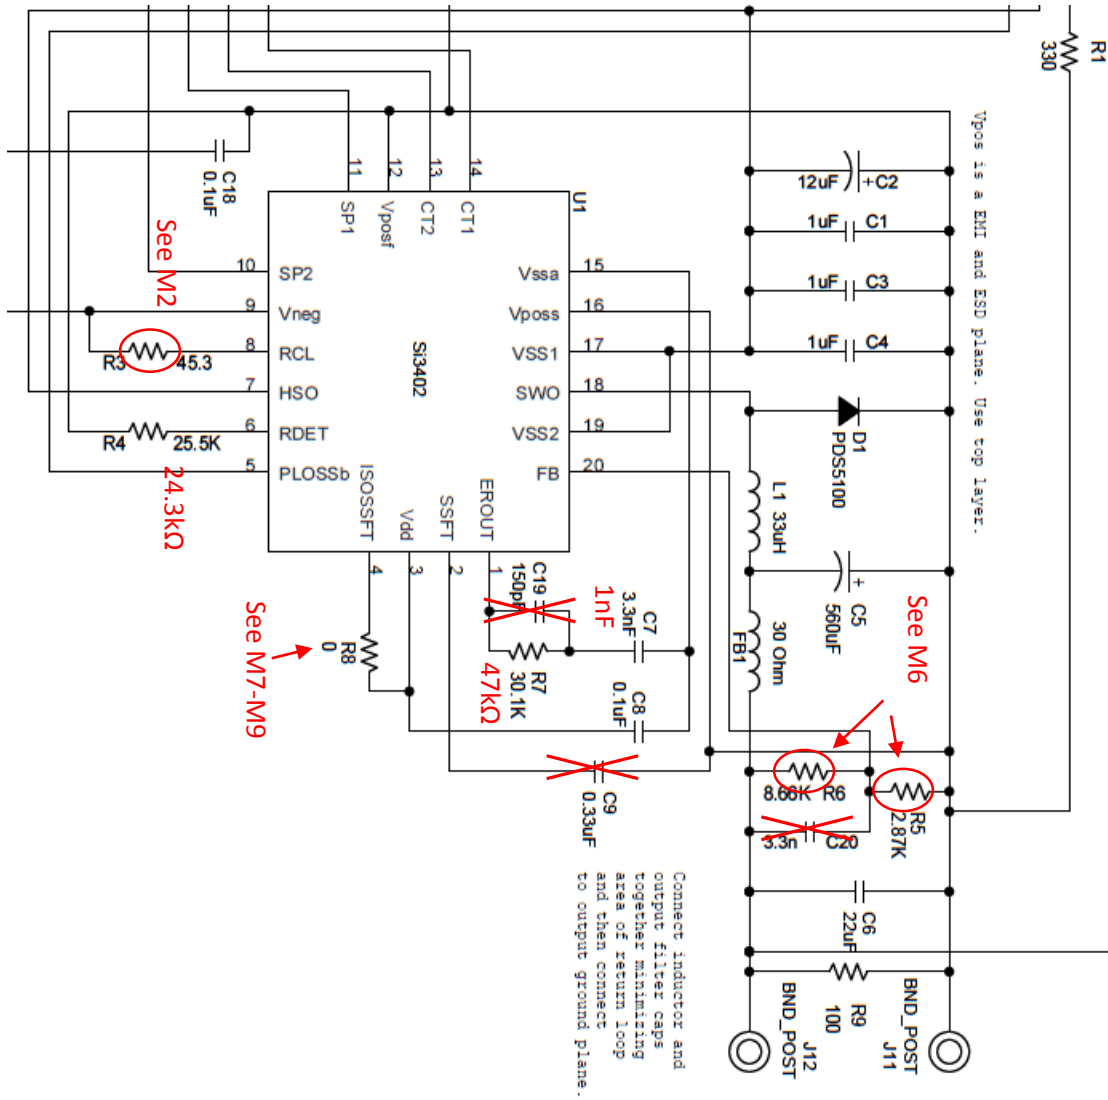 R1
330
Vpos is a EMI and ESD plane. Use top layer.
C18
0.1uF
See M2
11
12
13
14
U1
SP1
Vposf
CT2
CT1
12uF
+C2
1uF
C1
1uF
C3
1uF
C4
10
SP2
9
Vneg
8
RCL
7
HSO
6
RDET
5
PLOSSb
Si3402
Vssa
15
Vposs
16
VSS1
17
SWO
18
VSS2
19
FB
20
R3
45.3
R4
25.5K
24.3kΩ
ISOSSFT
Vdd
SSFT
EROUT
4
3
2
1
D1
PDS5100
L1 33uH
+
C5
560uF
30 Ohm
FB1
See M6
C19
150pF
1nF
C7
3.3nF
R7
30.1K
47kΩ
C8
0.1uF
See M7-M9
R8
0
C9
0.33uF
8.66K
R6
R5
2.87K
3.3n
C20
C6
22uF
R9
100
Connect inductor and
output filter caps
together minimizing
area of return loop
and then connect
to output ground plane.
BND_POST
J11
J12
BND_POST